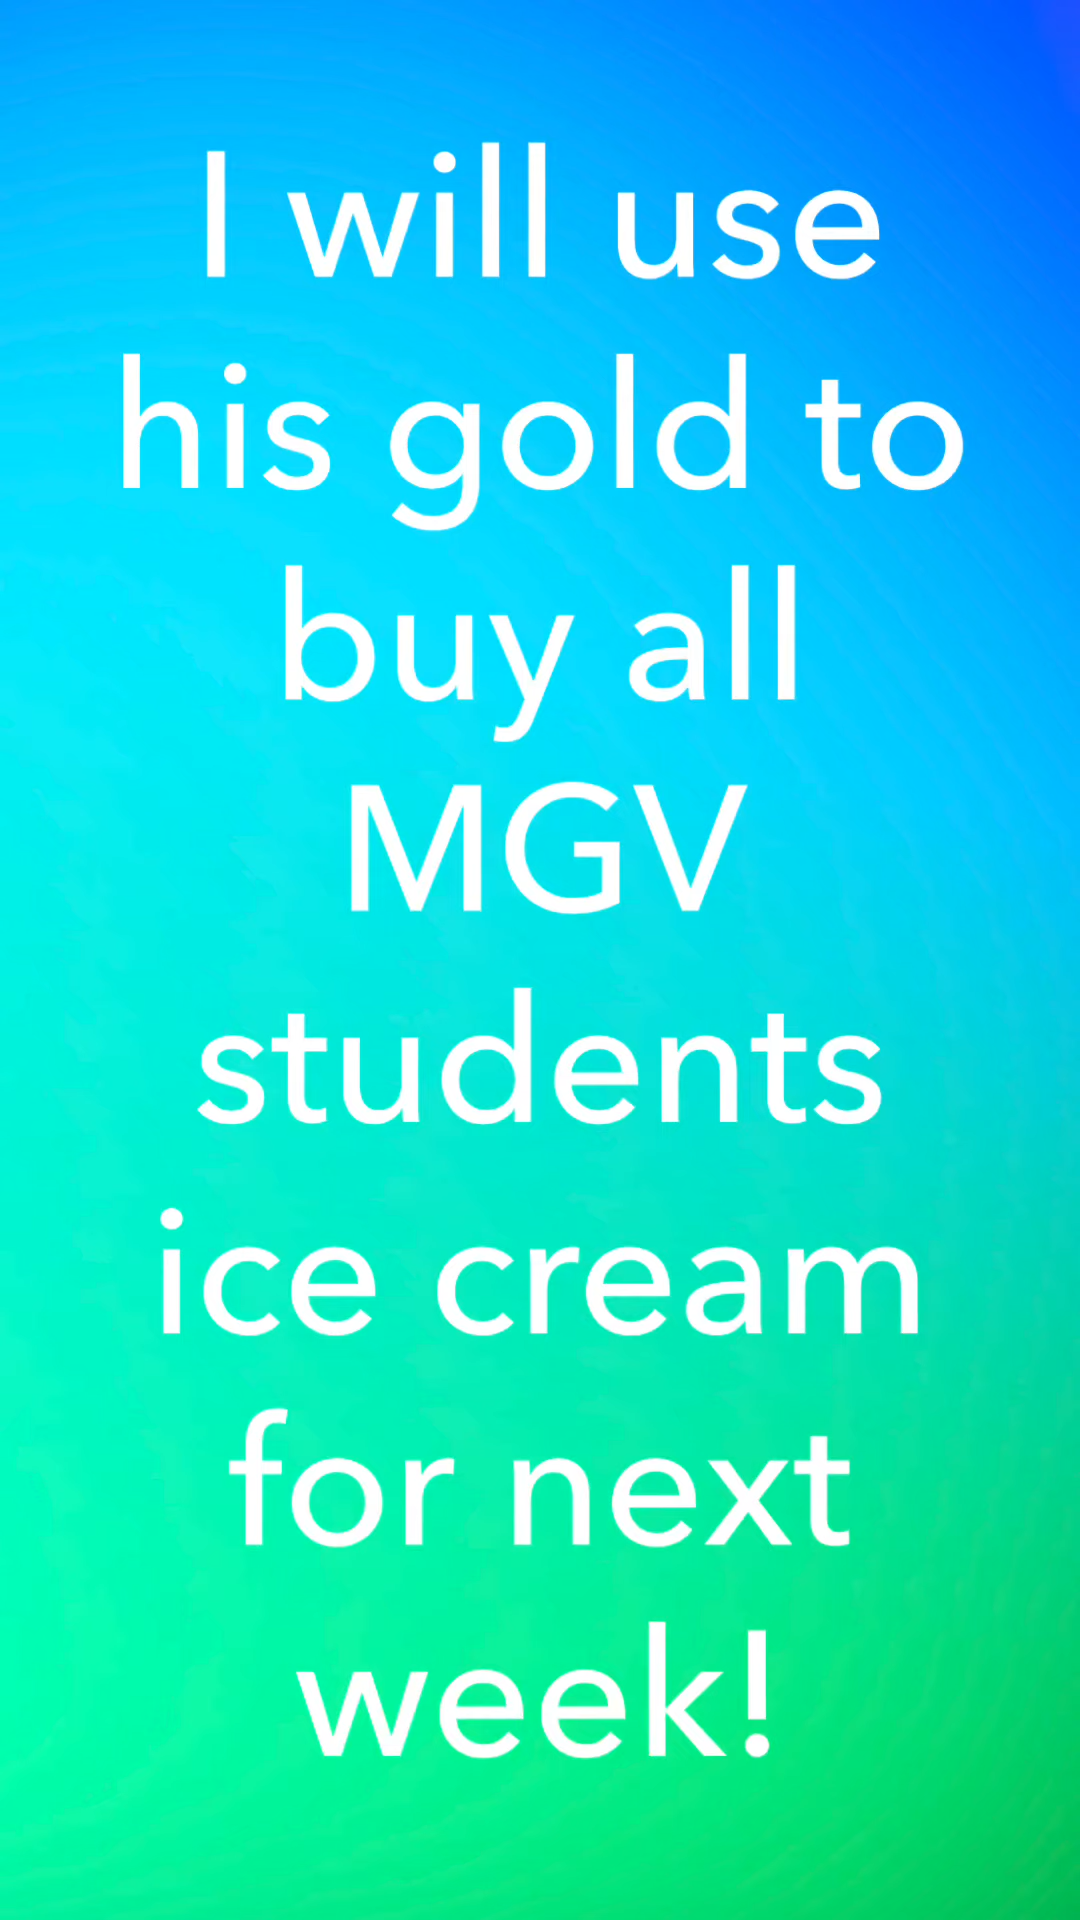 I will use
his gold to
buy all
MGV
students
ice cream
for next
week!